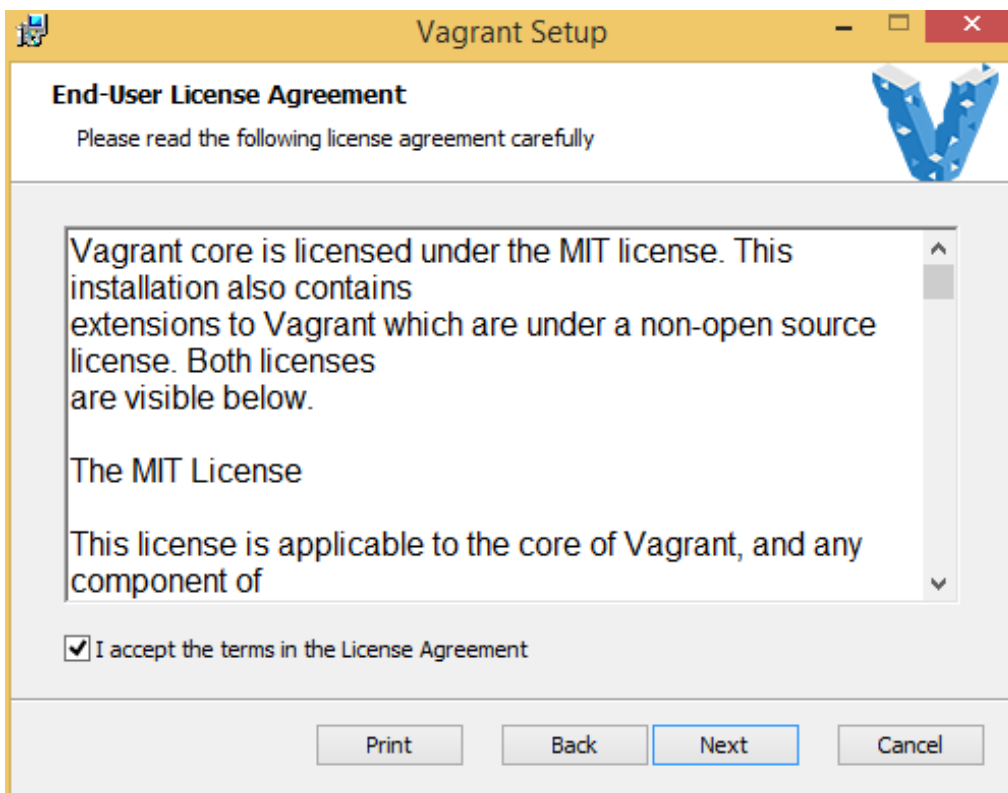 Vagrant Setup
End-User License Agreement
Please read the following license agreement carefully
Vagrant core is licensed under the MIT license. This
installation also contains
extensions to Vagrant which are under a non-open source
license. Both licenses
are visible below.
The MIT License
This license is applicable to the core of Vagrant, and any
component of
I accept the terms in the License Agreement
Print Back Next Cancel